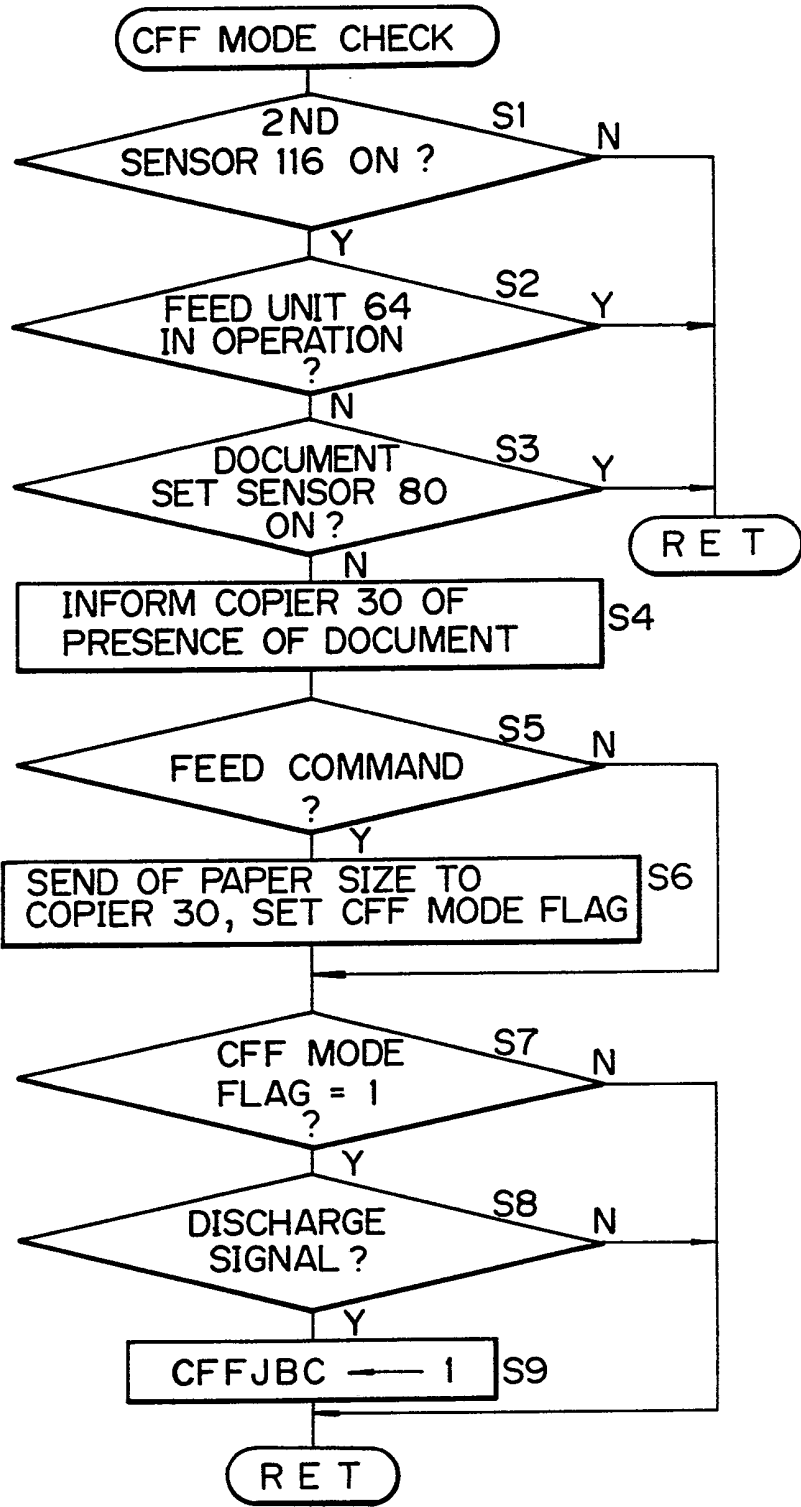 CFF MODE CHECK
S1
2ND
SENSOR 116 ON ?
N
Y
S2
FEED UNIT 64
IN OPERATION
?
Y
N
S3
DOCUMENT
SET SENSOR 80
ON ?
Y
N
RET
INFORM COPIER 30 OF
PRESENCE OF DOCUMENT
S4
S5
FEED COMMAND
?
N
Y
SEND OF PAPER SIZE TO
COPIER 30, SET CFF MODE FLAG
S6
S7
CFF MODE
FLAG = 1
?
N
Y
S8
DISCHARGE
SIGNAL ?
N
Y
CFFJBC ← 1
S9
RET